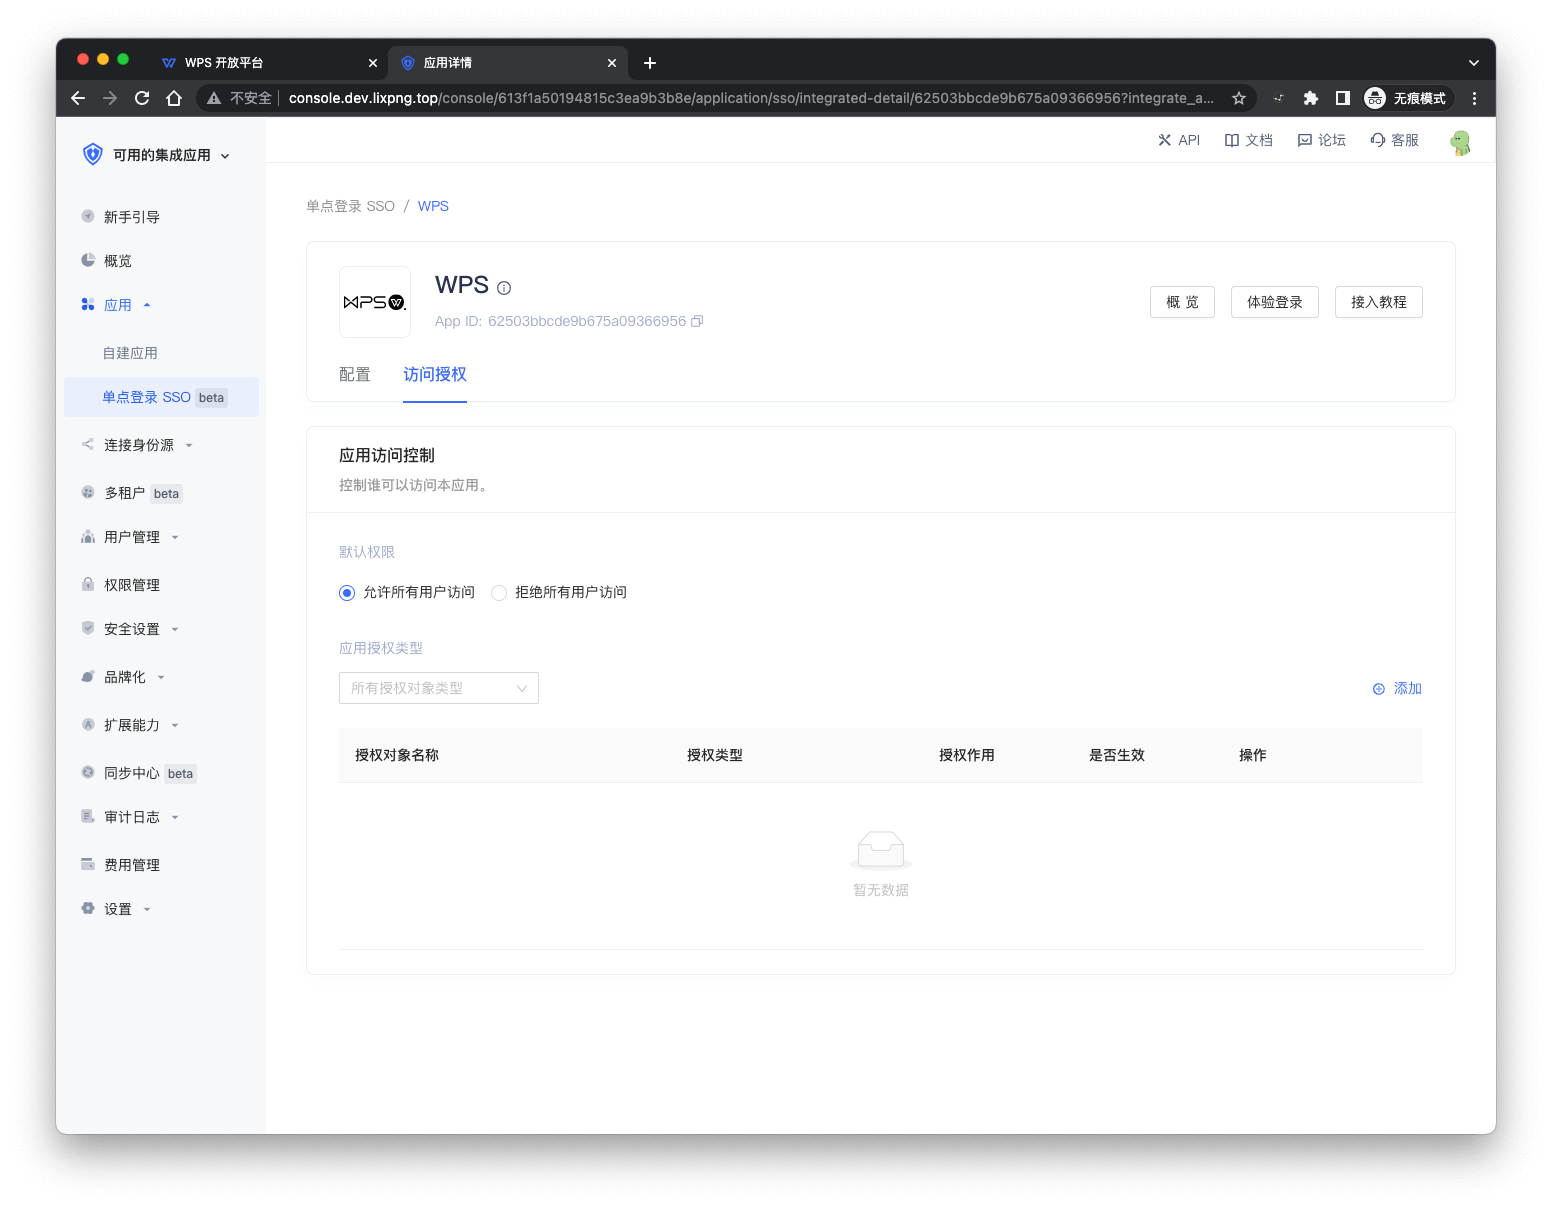 WPS 开放平台
应用详情
不安全 console.dev.lixpng.top/console/613f1a50194815c3ea9b3b8e/application/sso/integrated-detail/62503bbcde9b675a09366956?integrate_a...
无痕模式
可用的集成应用
API 文档 论坛 客服
新手引导
概览
应用
自建应用
单点登录 SSO beta
连接身份源
多租户 beta
用户管理
权限管理
安全设置
品牌化
扩展能力
同步中心 beta
审计日志
费用管理
设置
单点登录 SSO / WPS
WPS
WPS
App ID: 62503bbcde9b675a09366956
概 览 体验登录 接入教程
配置 访问授权
应用访问控制
控制谁可以访问本应用。
默认权限
允许所有用户访问 拒绝所有用户访问
应用授权类型
所有授权对象类型
添加
授权对象名称 授权类型 授权作用 是否生效 操作
暂无数据